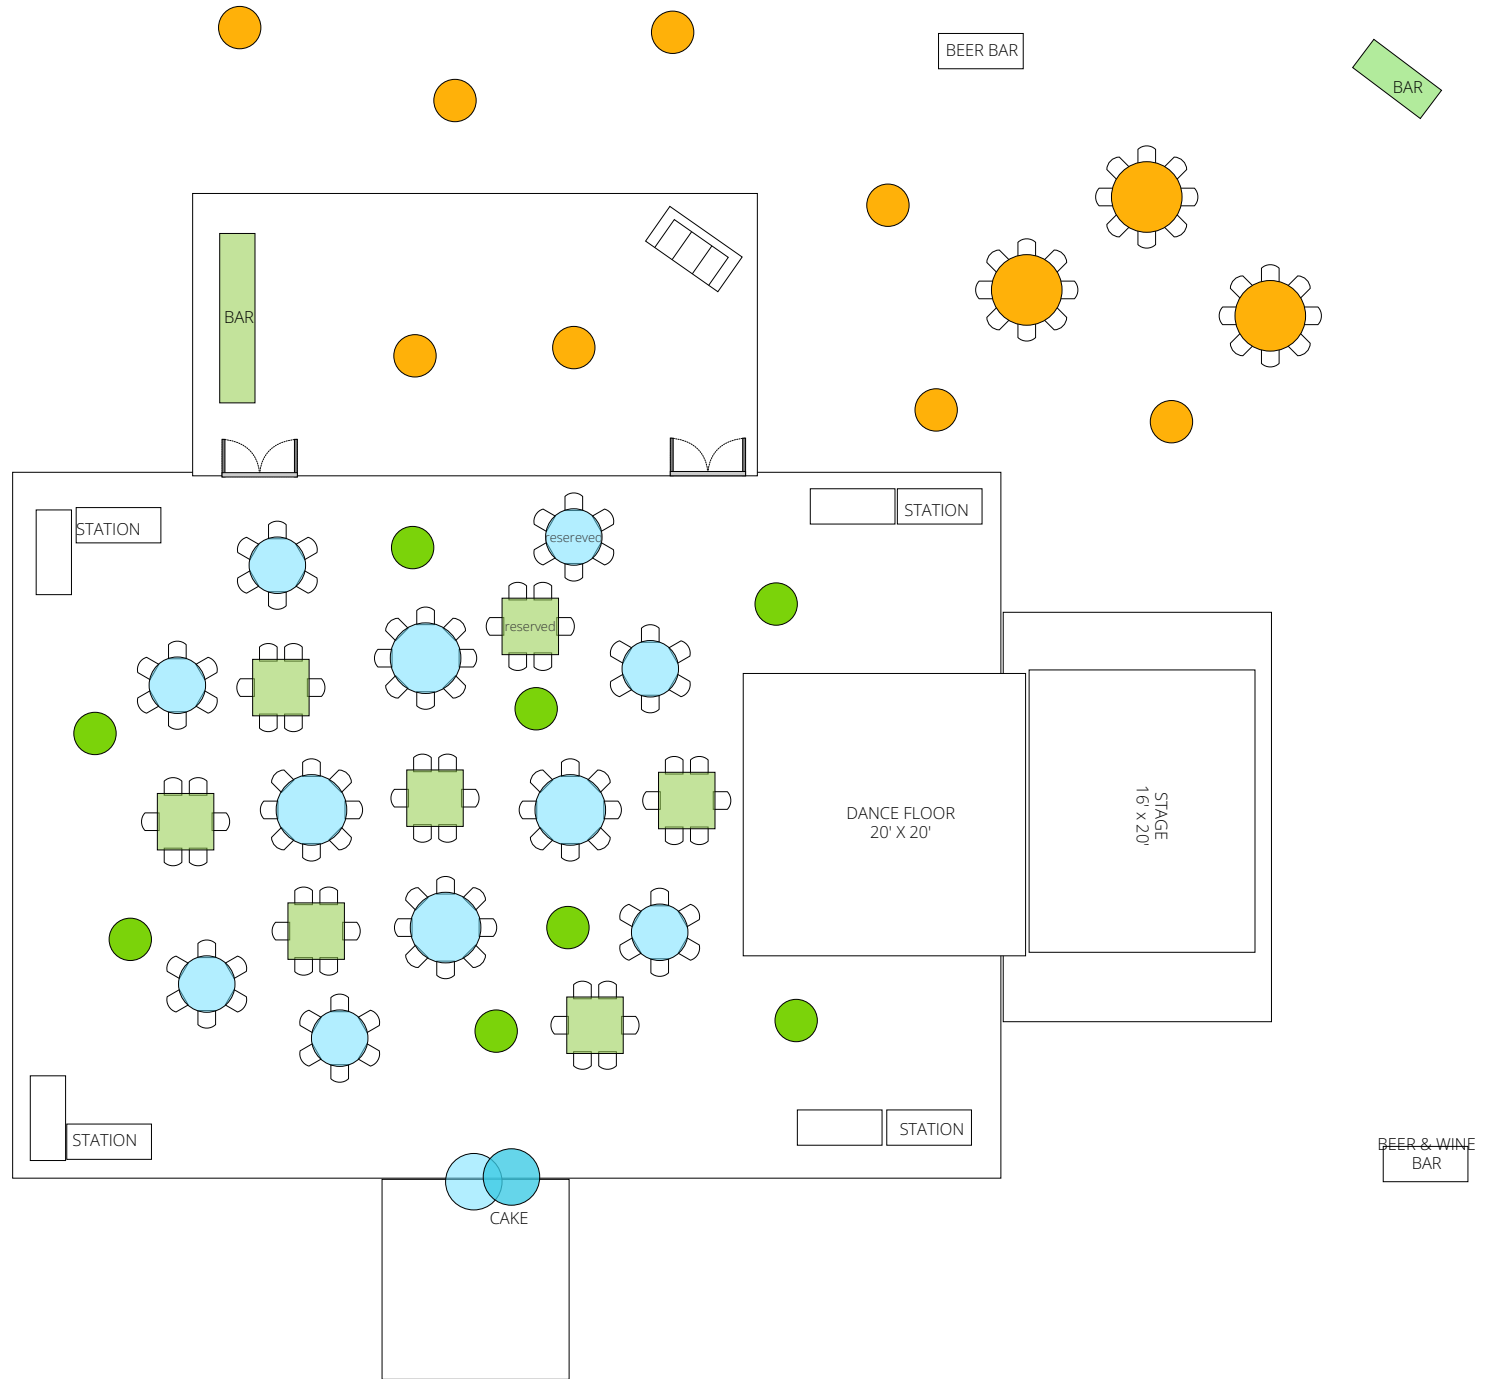 BEER BAR
BAR
BAR
STATION
STATION
resereved
reserved
DANCE FLOOR
20' X 20'
STAGE
16' x 20'
STATION
STATION
BEER & WINE
BAR
CAKE